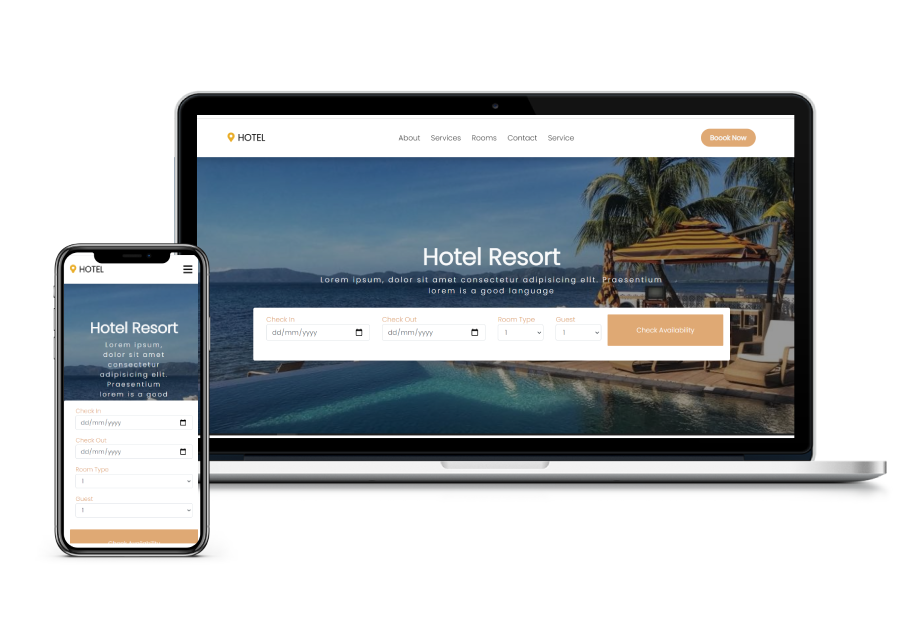 HOTEL
About Services Rooms Contact Service
Boook Now
Hotel Resort
Lorem ipsum, dolor sit amet consectetur adipisicing elit. Praesentium
lorem is a good language
Check In
Check Out
Room Type
Guest
dd/mm/yyyy
dd/mm/yyyy
1
1
Check Availability
HOTEL
Hotel Resort
Lorem ipsum,
dolor sit amet
consectetur
adipisicing elit.
Praesentium
lorem is a good
Check In
dd/mm/yyyy
Check Out
dd/mm/yyyy
Room Type
1
Guest
1
Check Availability